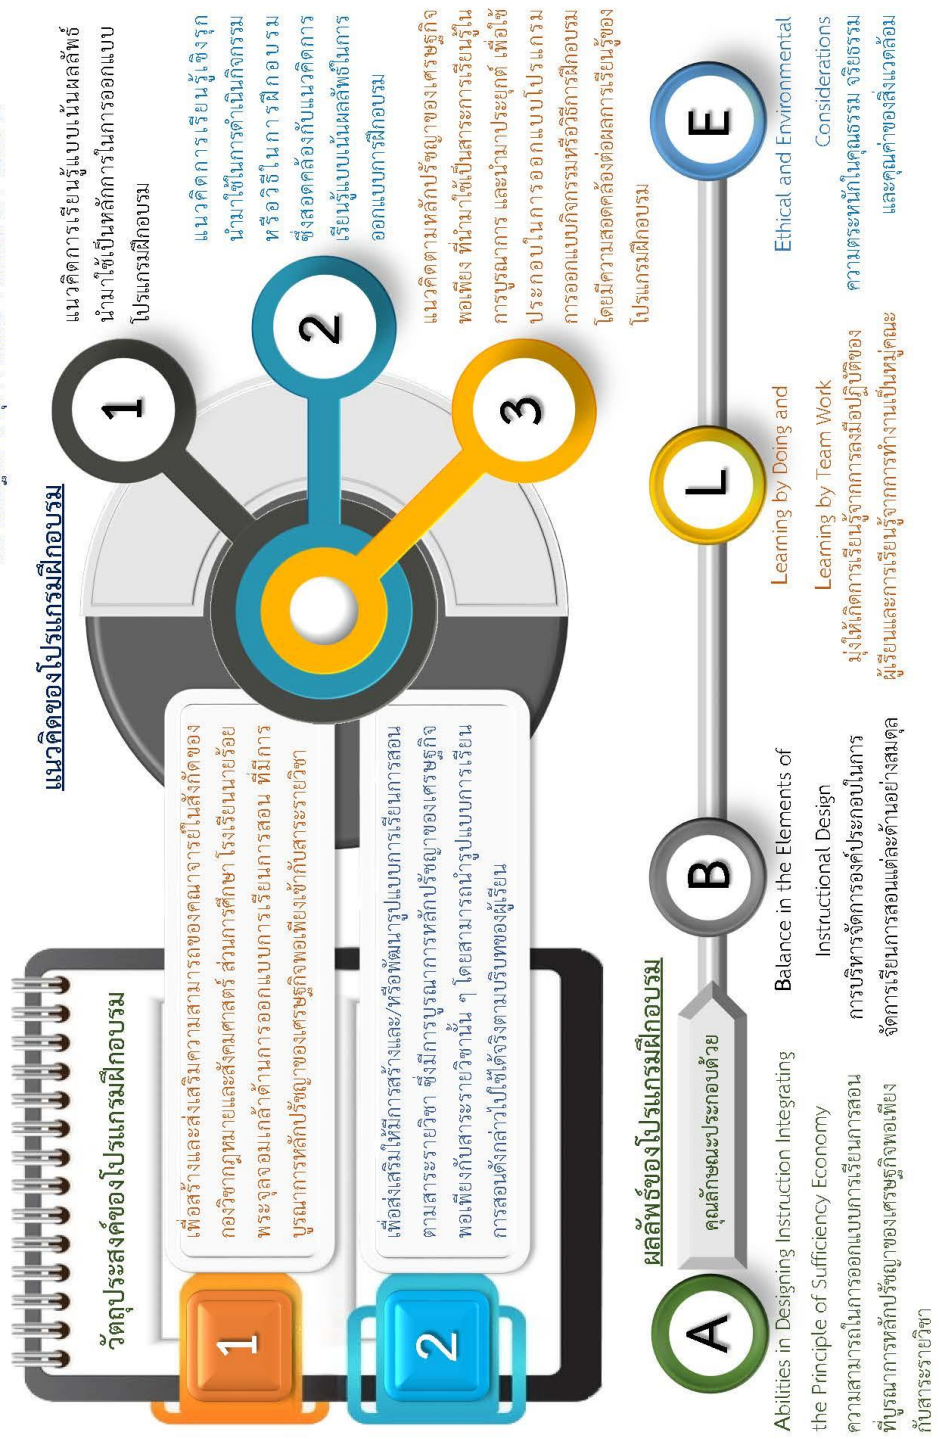 วัตถุประสงค์ของโปรแกรมฝึกอบรม
1
เพื่อสร้างและส่งเสริมความสามารถของคณาจารย์ในสังกัดของ
กองวิชากฎหมายและสังคมศาสตร์ ส่วนการศึกษา โรงเรียนนายร้อย
พระจุลจอมเกล้าด้านการออกแบบการเรียนการสอน ที่มีการ
บูรณาการหลักปรัชญาของเศรษฐกิจพอเพียงเข้ากับสาระรายวิชา
2
เพื่อส่งเสริมให้มีการสร้างและ/หรือพัฒนารูปแบบการเรียนการสอน
ตามสาระรายวิชา ซึ่งมีการบูรณาการหลักปรัชญาของเศรษฐกิจ
พอเพียงกับสาระรายวิชานั้น ๆ โดยสามารถนำรูปแบบการเรียน
การสอนดังกล่าวไปใช้ได้จริงตามบริบทของผู้เรียน
แนวคิดของโปรแกรมฝึกอบรม
1
แนวคิดการเรียนรู้แบบเน้นผลลัพธ์
นำมาใช้เป็นหลักการในการออกแบบ
โปรแกรมฝึกอบรม
2
แนวคิดการเรียนรู้เชิงรุก
นำมาใช้ในการดำเนินกิจกรรม
หรือวิธีในการฝึกอบรม
ซึ่งสอดคล้องกับแนวคิดการ
เรียนรู้แบบเน้นผลลัพธ์ในการ
ออกแบบการฝึกอบรม
3
แนวคิดตามหลักปรัชญาของเศรษฐกิจ
พอเพียง ที่นำมาใช้เป็นสาระการเรียนรู้ใน
การบูรณาการ และนำมาประยุกต์ เพื่อใช้
ประกอบในการออกแบบโปรแกรม
การออกแบบกิจกรรมหรือวิธีการฝึกอบรม
โดยมีความสอดคล้องต่อผลการเรียนรู้ของ
โปรแกรมฝึกอบรม
ผลลัพธ์ของโปรแกรมฝึกอบรม
คุณลักษณะประกอบด้วย
A
Abilities in Designing Instruction Integrating
the Principle of Sufficiency Economy
ความสามารถในการออกแบบการเรียนการสอน
ที่บูรณาการหลักปรัชญาของเศรษฐกิจพอเพียง
กับสาระรายวิชา
B
Balance in the Elements of
Instructional Design
การบริหารจัดการองค์ประกอบในการ
จัดการเรียนการสอนแต่ละด้านอย่างสมดุล
L
Learning by Doing and
Learning by Team Work
มุ่งให้เกิดการเรียนรู้จากการลงมือปฏิบัติของ
ผู้เรียนและการเรียนรู้จากการทำงานเป็นหมู่คณะ
E
Ethical and Environmental
Considerations
ความตระหนักในคุณธรรม จริยธรรม
และคุณค่าของสิ่งแวดล้อม